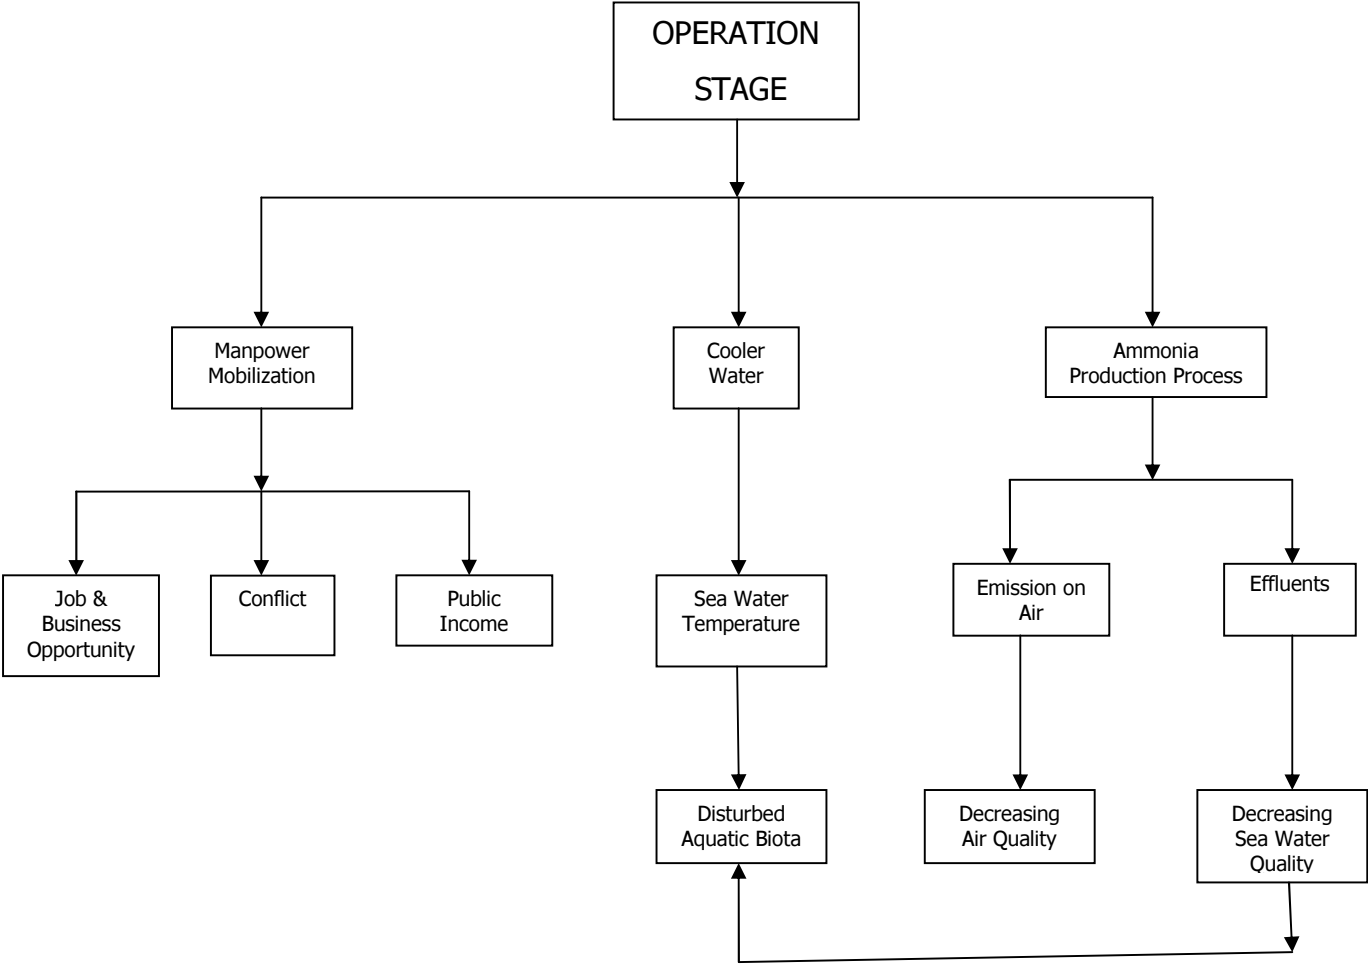 OPERATION
STAGE
Manpower
Mobilization
Cooler
Water
Ammonia
Production Process
Job &
Business
Opportunity
Conflict
Public
Income
Sea Water
Temperature
Emission on
Air
Effluents
Disturbed
Aquatic Biota
Decreasing
Air Quality
Decreasing
Sea Water
Quality